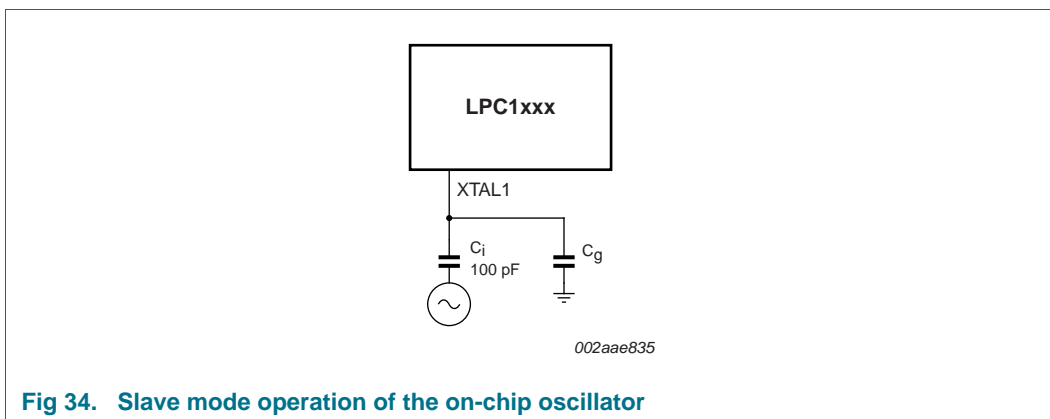 LPC1xxx
XTAL1
Ci
100 pF
Cg
002aae835
Fig 34. Slave mode operation of the on-chip oscillator